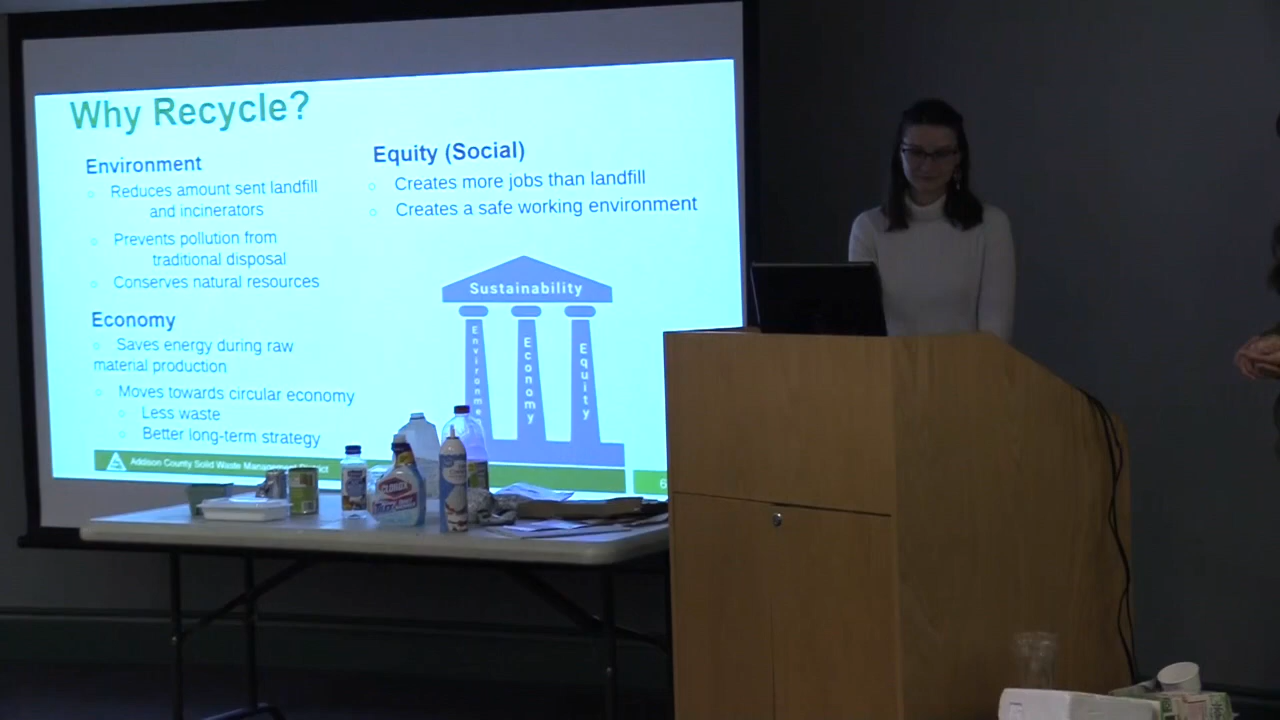 Why Recycle?
Environment
Reduces amount sent landfill
and incinerators
Prevents pollution from
traditional disposal
Conserves natural resources
Economy
Saves energy during raw
material production
Moves towards circular economy
Less waste
Better long-term strategy
Equity (Social)
Creates more jobs than landfill
Creates a safe working environment
Sustainability
Environme
Economy
Equity
Addison County Solid Waste Management District
6
CLOROX